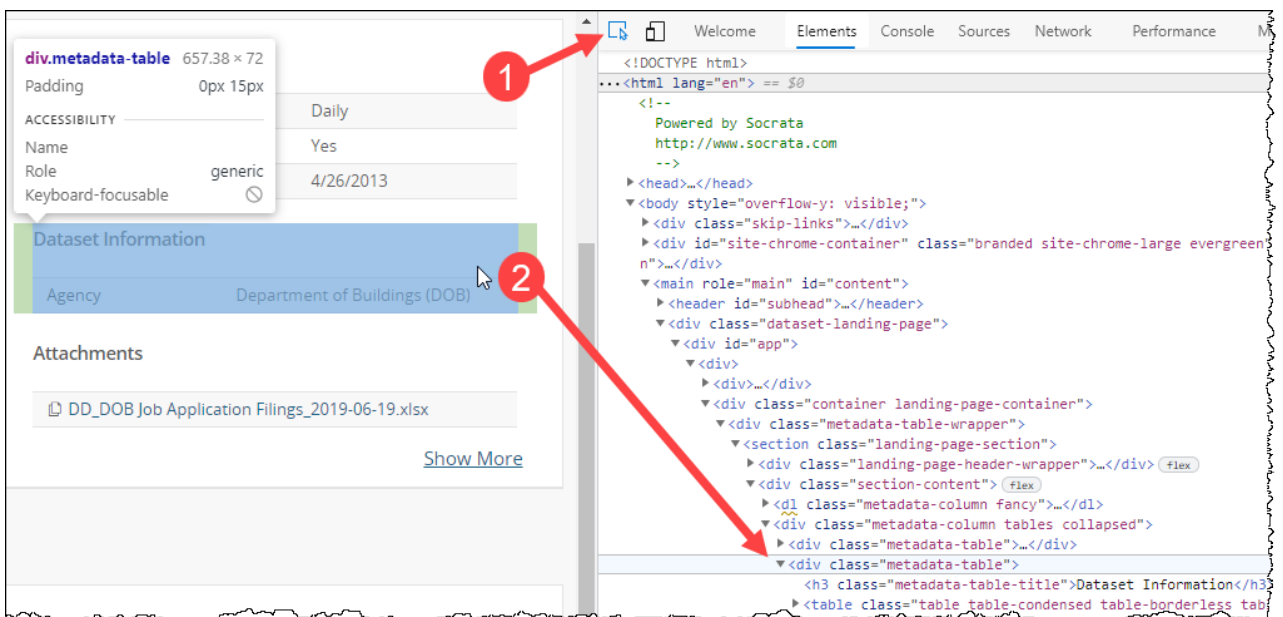 div.metadata-table 657.38 × 72
Padding 0px 15px
ACCESSIBILITY
Name
Role generic
Keyboard-focusable
Daily
Yes
4/26/2013
Dataset Information
Agency Department of Buildings (DOB)
Attachments
DD_DOB Job Application Filings_2019-06-19.xlsx
Show More
1
2
Welcome Elements Console Sources Network Performance M
<!DOCTYPE html>
···<html lang="en"> == $0
<!--
Powered by Socrata
http://www.socrata.com
-->
▶<head>…</head>
▼<body style="overflow-y: visible;">
▶<div class="skip-links">…</div>
▶<div id="site-chrome-container" class="branded site-chrome-large evergreen
n">…</div>
▼<main role="main" id="content">
▶<header id="subhead">…</header>
▼<div class="dataset-landing-page">
▼<div id="app">
▼<div>
▶<div>…</div>
▼<div class="container landing-page-container">
▼<div class="metadata-table-wrapper">
▼<section class="landing-page-section">
▶<div class="landing-page-header-wrapper">…</div> flex
▼<div class="section-content"> flex
▶<dl class="metadata-column fancy">…</dl>
▼<div class="metadata-column tables collapsed">
▶<div class="metadata-table">…</div>
▼<div class="metadata-table">
<h3 class="metadata-table-title">Dataset Information</h3
▶<table class="table table-condensed table-borderless tab